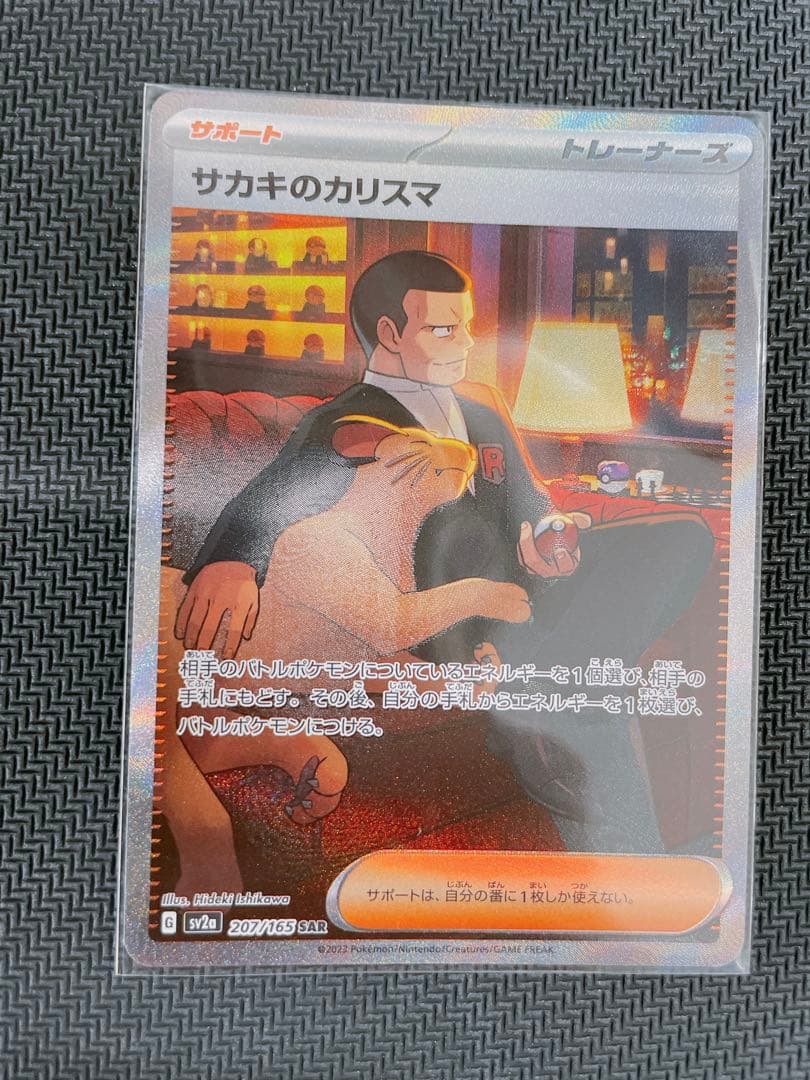 サポート
トレーナーズ
サカキのカリスマ
R
相手のバトルポケモンについているエネルギーを1個選び、相手の
手札にもどす。その後、自分の手札からエネルギーを1枚選び、
バトルポケモンにつける。
サポートは、自分の番に1枚しか使えない。
Illus. Hideki Ishikawa
G sv2a 207/165 SAR
©2023 Pokémon/Nintendo/Creatures/GAME FREAK.